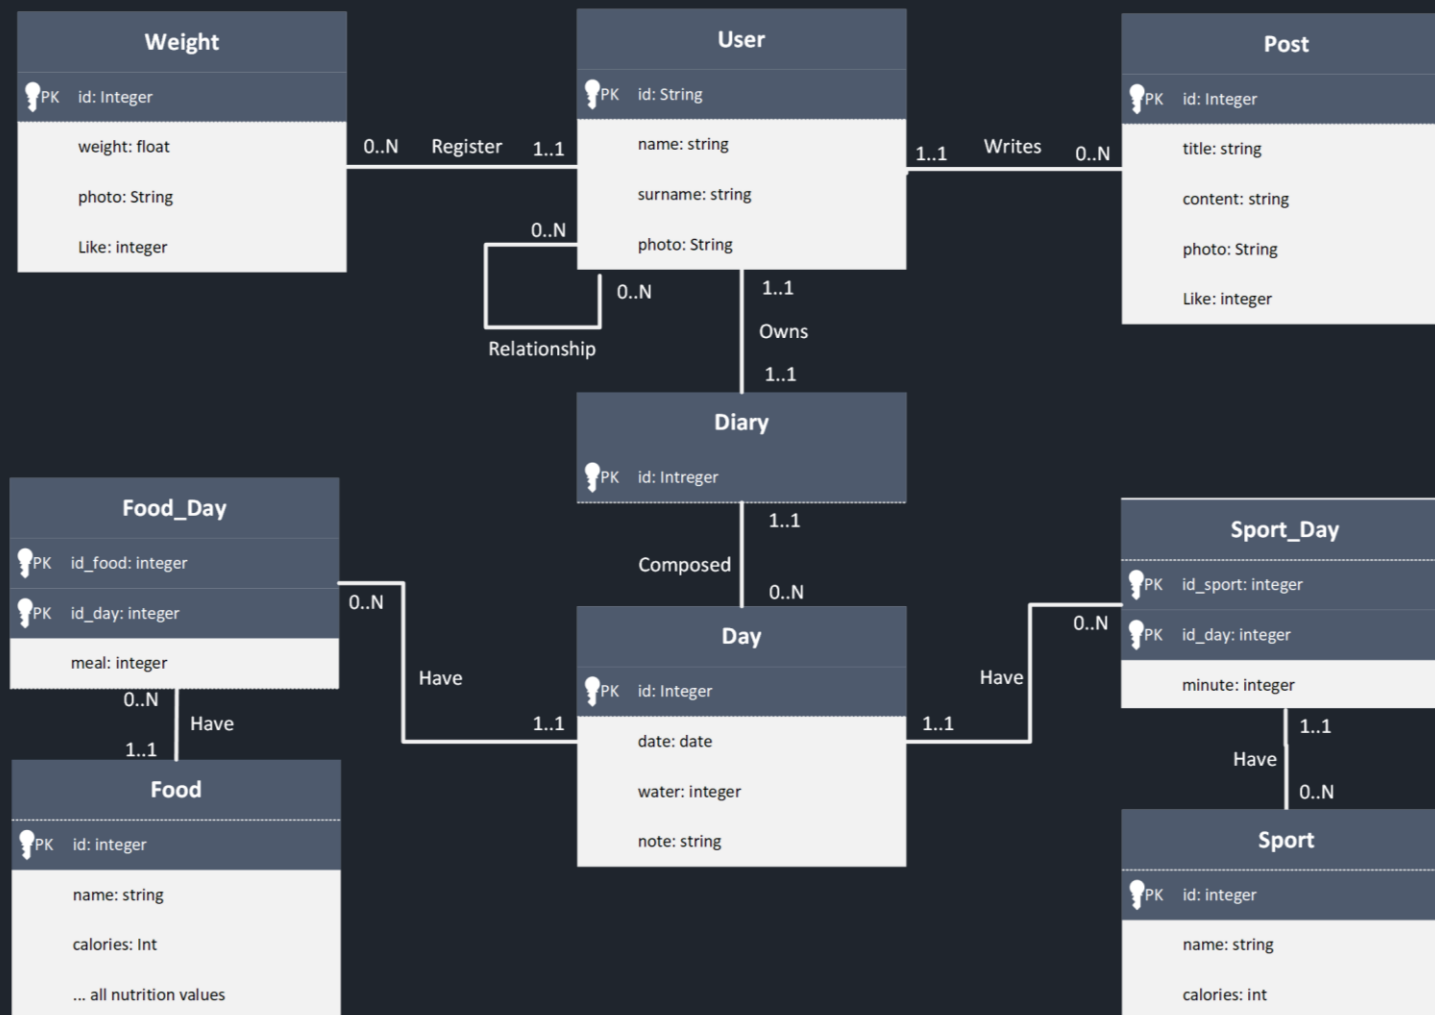 Weight
PK id: Integer
weight: float
photo: String
Like: integer
0..N Register 1..1
User
PK id: String
name: string
surname: string
photo: String
1..1 Writes 0..N
Post
PK id: Integer
title: string
content: string
photo: String
Like: integer
0..N
0..N
Relationship
1..1
Owns
1..1
Diary
PK id: Intreger
1..1
Composed
0..N
Food_Day
PK id_food: integer
PK id_day: integer
meal: integer
0..N
Have
1..1
0..N
Have
1..1
Food
PK id: integer
name: string
calories: Int
... all nutrition values
Day
PK id: Integer
date: date
water: integer
note: string
Sport_Day
PK id_sport: integer
PK id_day: integer
minute: integer
0..N
Have
1..1
1..1
Have
0..N
Sport
PK id: integer
name: string
calories: int